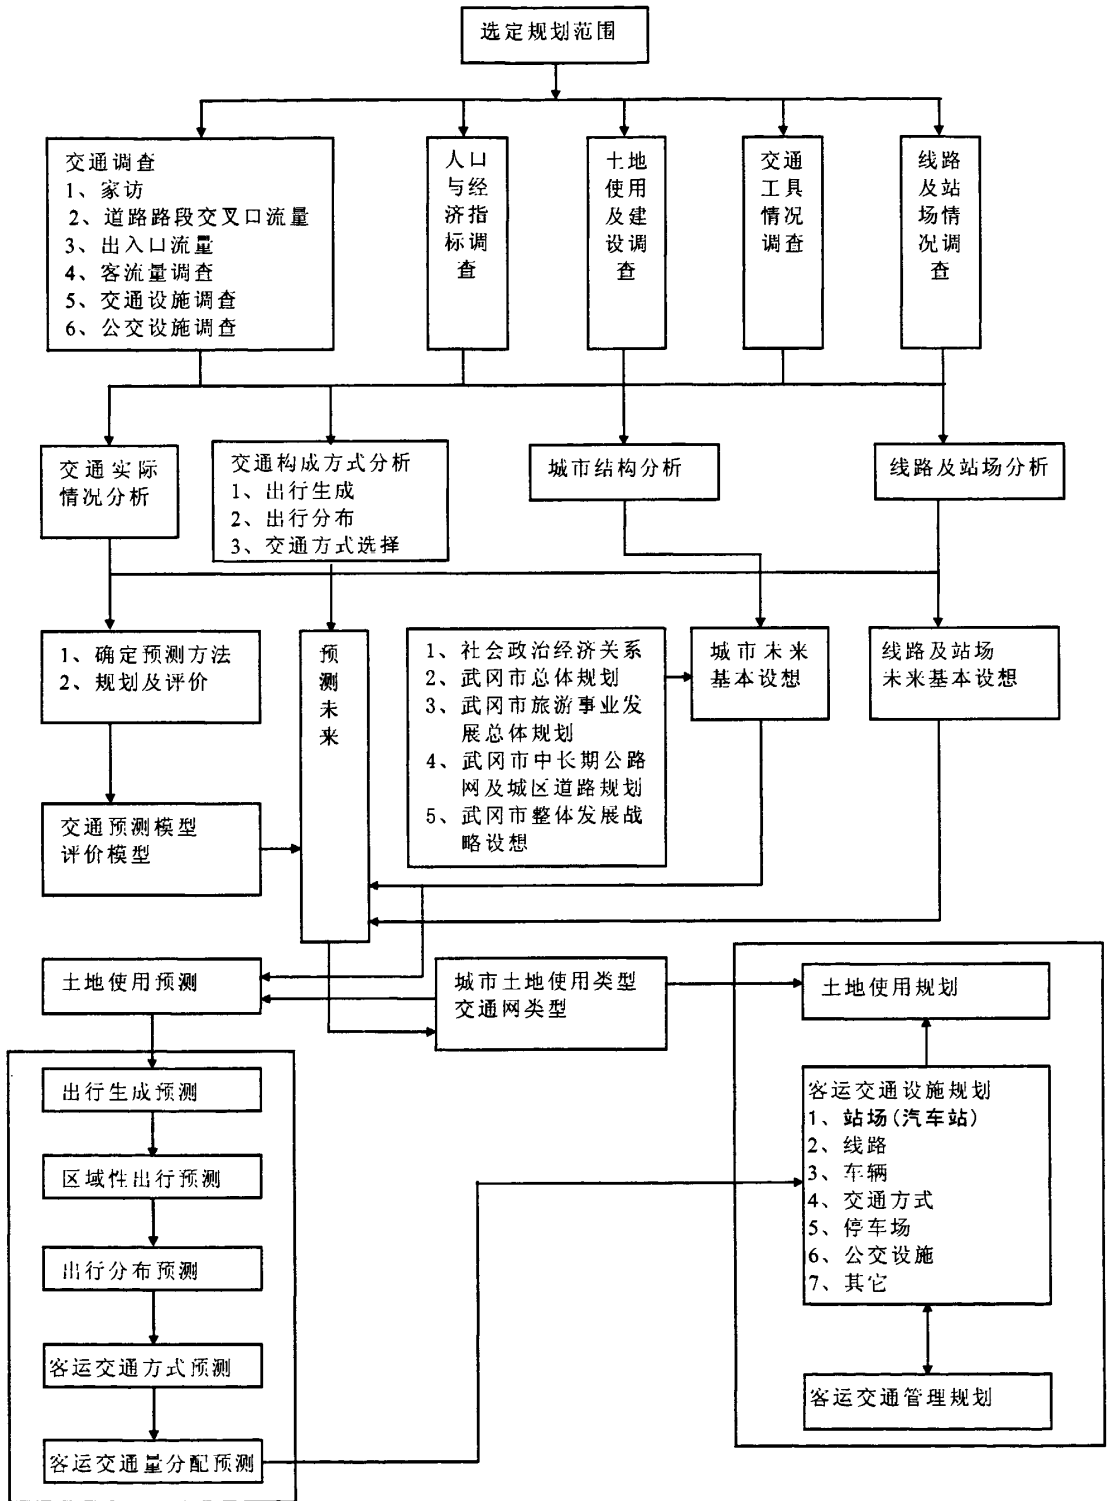 选定规划范围
交通调查
1、家访
2、道路路段交叉口流量
3、出入口流量
4、客流量调查
5、交通设施调查
6、公交设施调查
人口
与经
济指
标调
查
土地
使用
及建
设调
查
交通
工具
情况
调查
线路
及站
场情
况调
查
交通实际
情况分析
交通构成方式分析
1、出行生成
2、出行分布
3、交通方式选择
城市结构分析
线路及站场分析
1、确定预测方法
2、规划及评价
预
测
未
来
1、社会政治经济关系
2、武冈市总体规划
3、武冈市旅游事业发
展总体规划
4、武冈市中长期公路
网及城区道路规划
5、武冈市整体发展战
略设想
城市未来
基本设想
线路及站场
未来基本设想
交通预测模型
评价模型
土地使用预测
城市土地使用类型
交通网类型
土地使用规划
出行生成预测
区域性出行预测
出行分布预测
客运交通方式预测
客运交通量分配预测
客运交通设施规划
1、站场(汽车站)
2、线路
3、车辆
4、交通方式
5、停车场
6、公交设施
7、其它
客运交通管理规划